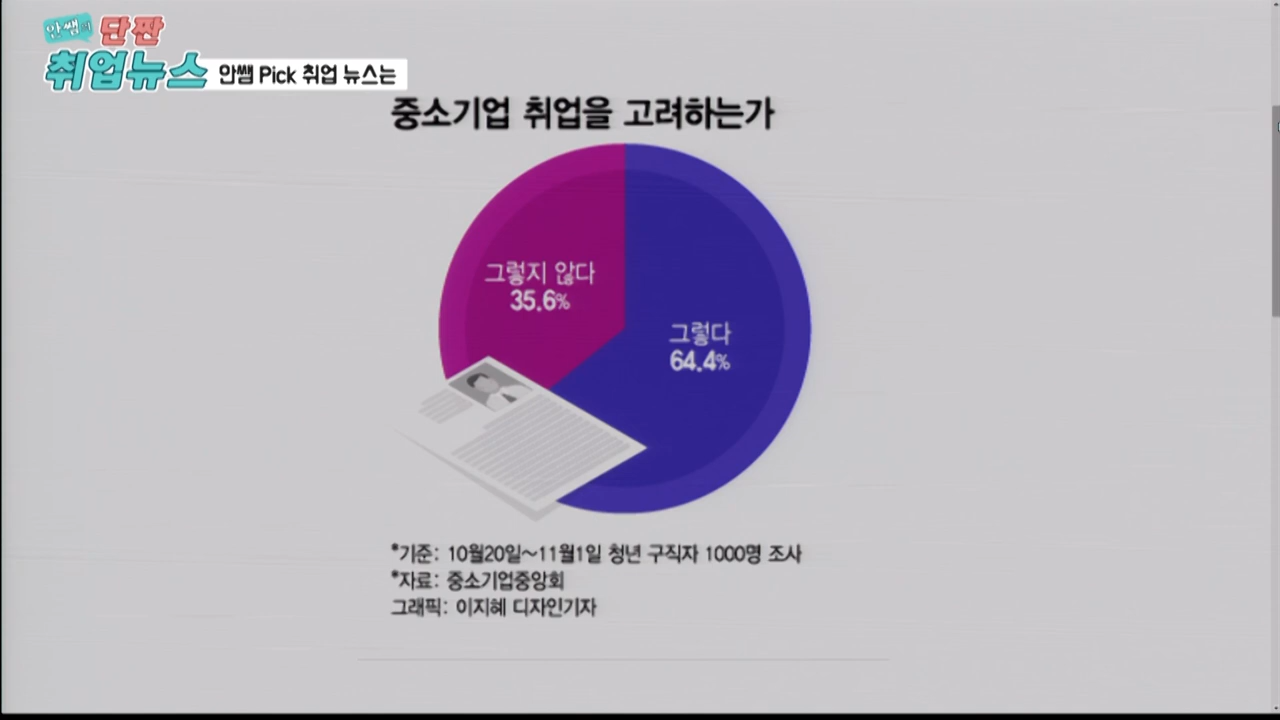 안쌤의 단짠
취업뉴스 안쌤 Pick 취업 뉴스는
중소기업 취업을 고려하는가
그렇지 않다
35.6%
그렇다
64.4%
*기준: 10월20일~11월1일 청년 구직자 1000명 조사
*자료: 중소기업중앙회
그래픽: 이지혜 디자인기자